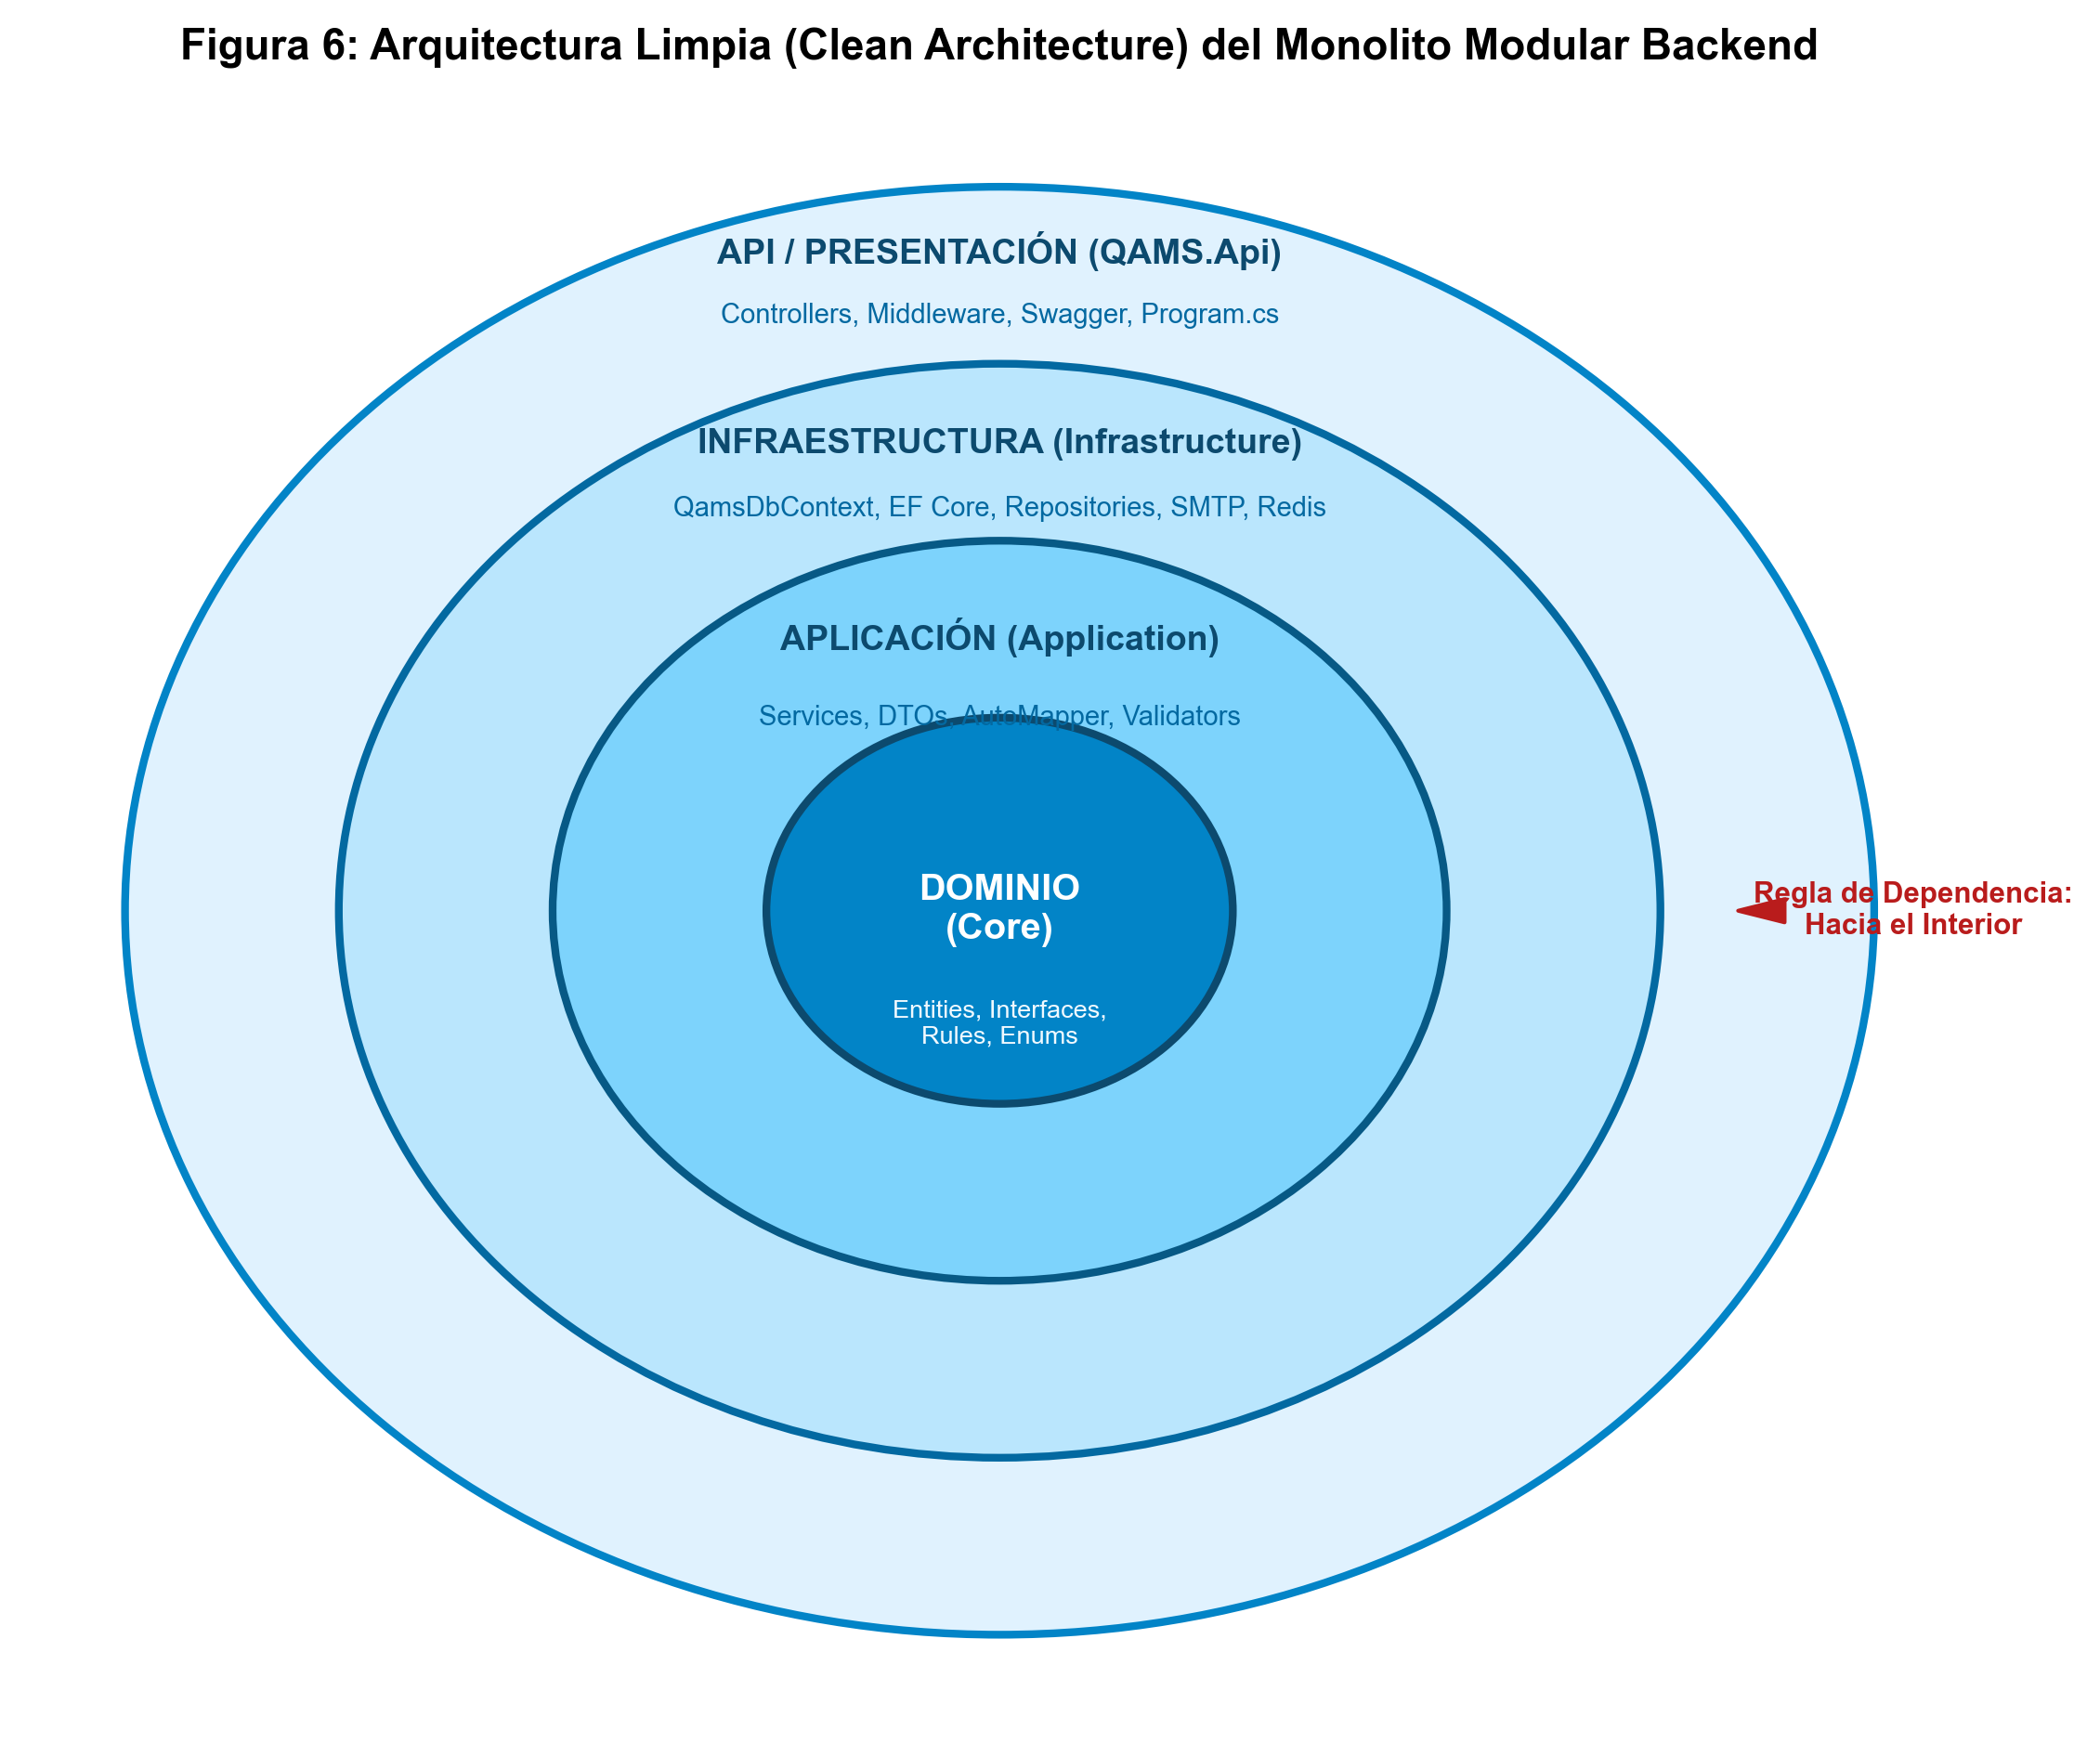 Figura 6: Arquitectura Limpia (Clean Architecture) del Monolito Modular Backend
API / PRESENTACIÓN (QAMS.Api)
Controllers, Middleware, Swagger, Program.cs
INFRAESTRUCTURA (Infrastructure)
QamsDbContext, EF Core, Repositories, SMTP, Redis
APLICACIÓN (Application)
Services, DTOs, AutoMapper, Validators
DOMINIO
(Core)
Entities, Interfaces,
Rules, Enums
Regla de Dependencia:
Hacia el Interior